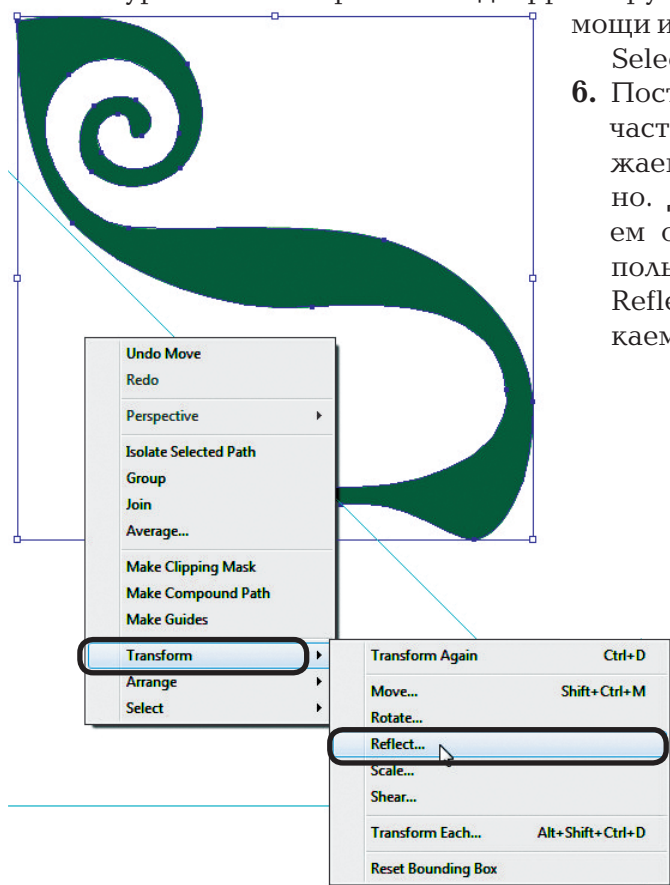 мощи и
Selec
6. Пост
част
жаем
но. Д
ем с
поль
Refle
каем
Undo Move
Redo
Perspective
Isolate Selected Path
Group
Join
Average...
Make Clipping Mask
Make Compound Path
Make Guides
Transform
Arrange
Select
Transform Again Ctrl+D
Move... Shift+Ctrl+M
Rotate...
Reflect...
Scale...
Shear...
Transform Each... Alt+Shift+Ctrl+D
Reset Bounding Box